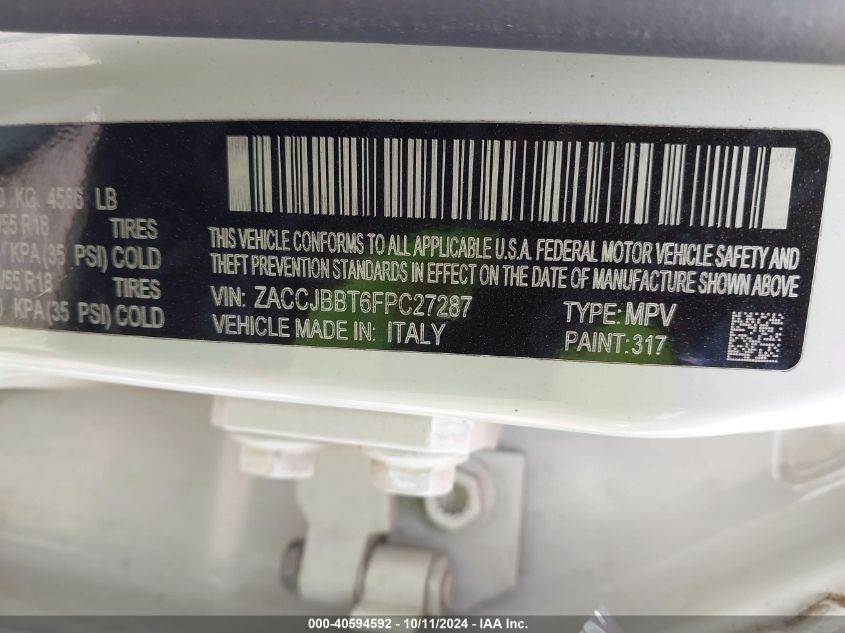 KG 4586 LB
55 R18 TIRES
KPA (35 PSI) COLD
55 R18 TIRES
KPA (35 PSI) COLD
THIS VEHICLE CONFORMS TO ALL APPLICABLE U.S.A. FEDERAL MOTOR VEHICLE SAFETY AND
THEFT PREVENTION STANDARDS IN EFFECT ON THE DATE OF MANUFACTURE SHOWN ABOVE
VIN: ZACCJBBT6FPC27287 TYPE: MPV
VEHICLE MADE IN: ITALY PAINT: 317
000-40594592 - 10/11/2024 - IAAI Inc.